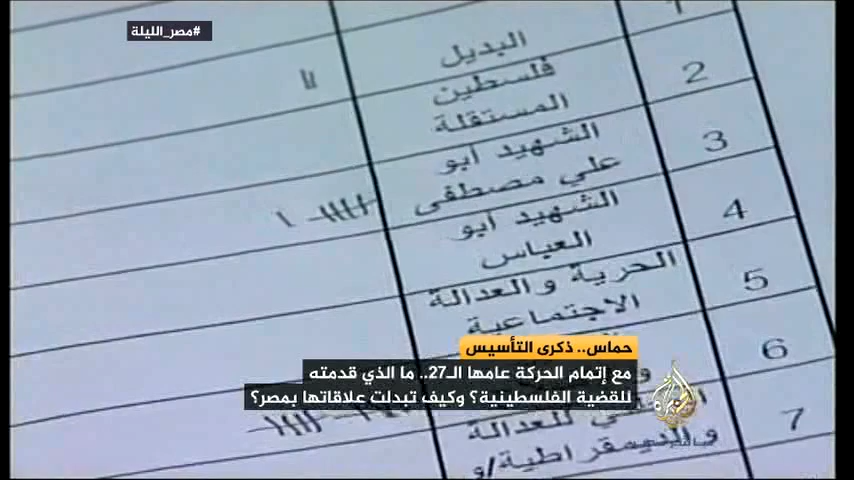 #مصر_الليلة
1
البديل
2
فلسطين
المستقلة
3
الشهيد أبو
علي مصطفى
4
الشهيد أبو
العباس
5
الحرية والعدالة
الاجتماعية
6
7
للعدالة
والديمقراطية/و
حماس.. ذكرى التأسيس
مع إتمام الحركة عامها الـ27.. ما الذي قدمته
للقضية الفلسطينية؟ وكيف تبدلت علاقاتها بمصر؟